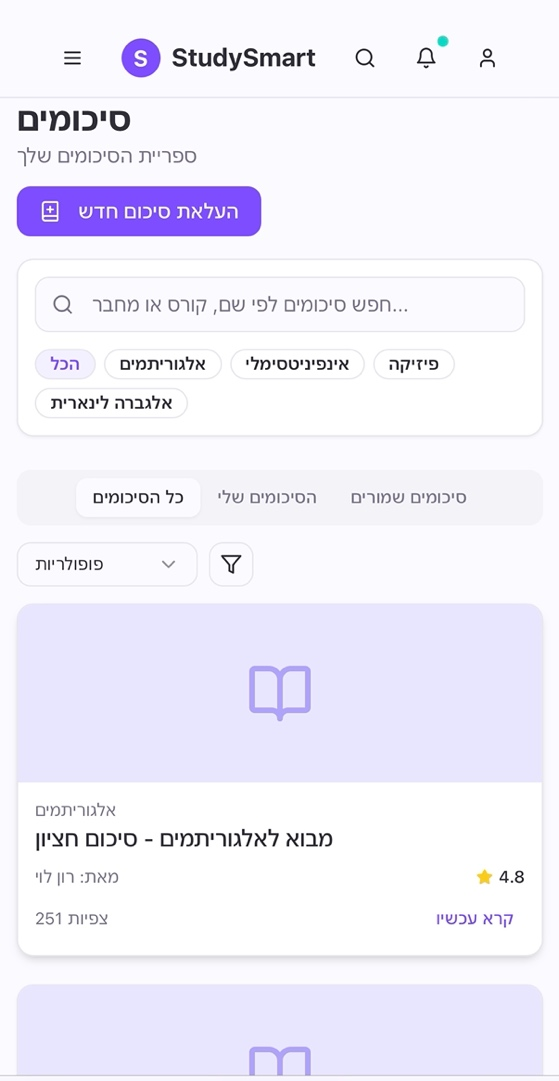 S StudySmart
סיכומים
ספריית הסיכומים שלך
העלאת סיכום חדש
חפש סיכומים לפי שם, קורס או מחבר...
הכל אלגוריתמים אינפיניטסימלי פיזיקה
אלגברה לינארית
כל הסיכומים הסיכומים שלי סיכומים שמורים
פופולריות
אלגוריתמים
מבוא לאלגוריתמים - סיכום חציון
מאת: רון לוי 4.8
251 צפיות קרא עכשיו